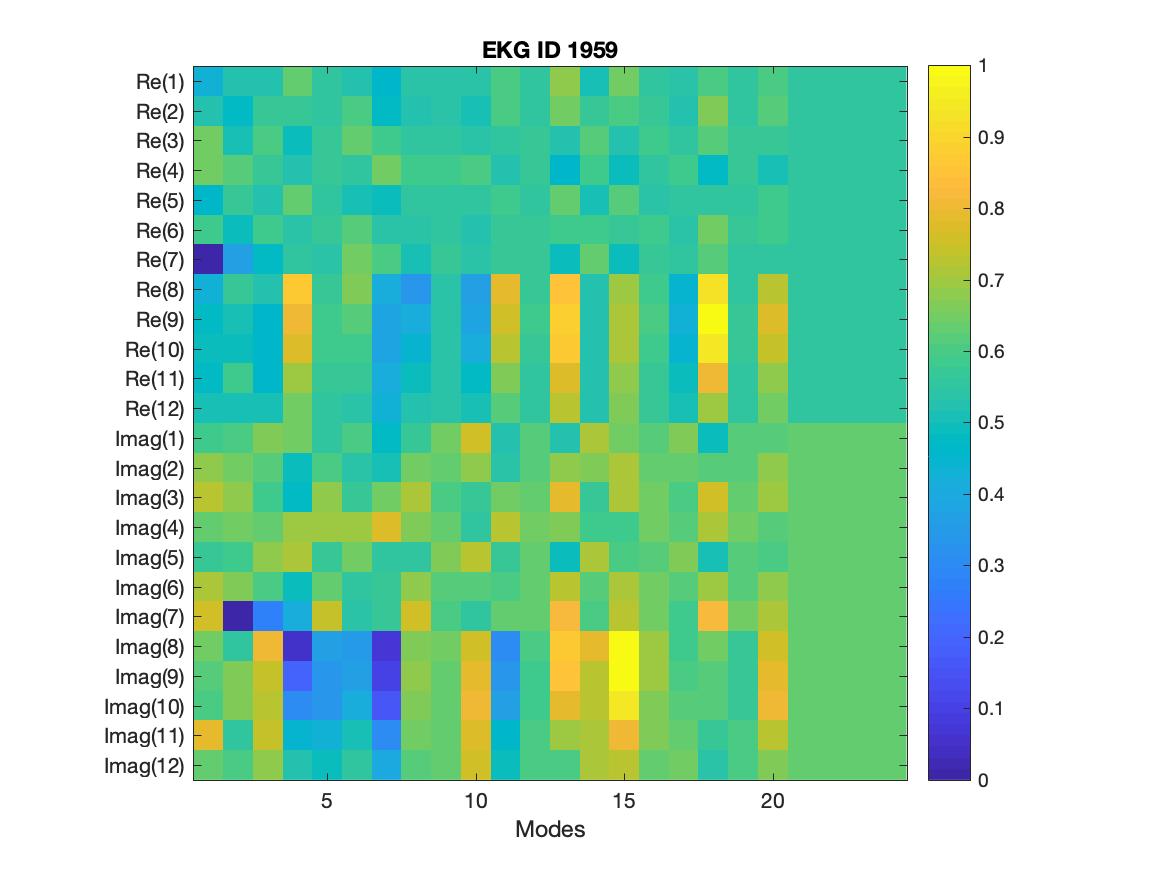 EKG ID 1959
Re(1)
Re(2)
Re(3)
Re(4)
Re(5)
Re(6)
Re(7)
Re(8)
Re(9)
Re(10)
Re(11)
Re(12)
Imag(1)
Imag(2)
Imag(3)
Imag(4)
Imag(5)
Imag(6)
Imag(7)
Imag(8)
Imag(9)
Imag(10)
Imag(11)
Imag(12)
5 10 15 20
Modes
1
0.9
0.8
0.7
0.6
0.5
0.4
0.3
0.2
0.1
0